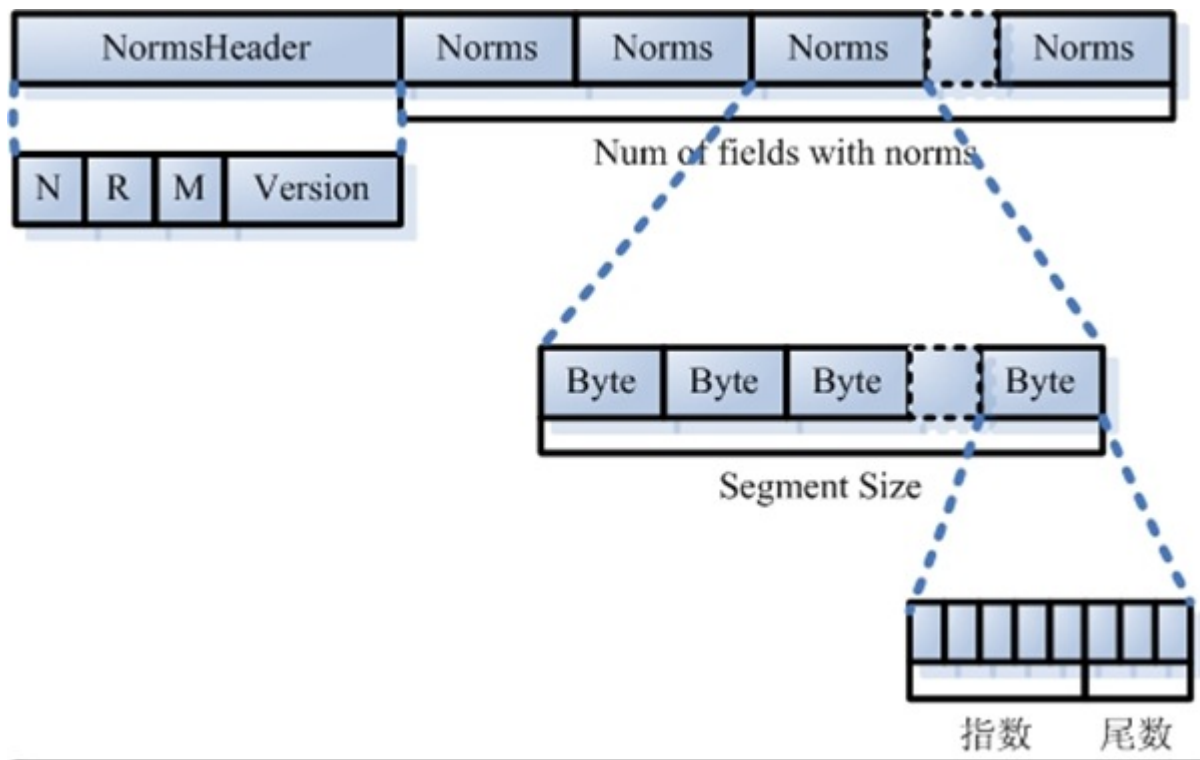 NormsHeader Norms Norms Norms Norms
Num of fields with norms
N R M Version
Byte Byte Byte Byte
Segment Size
指数 尾数